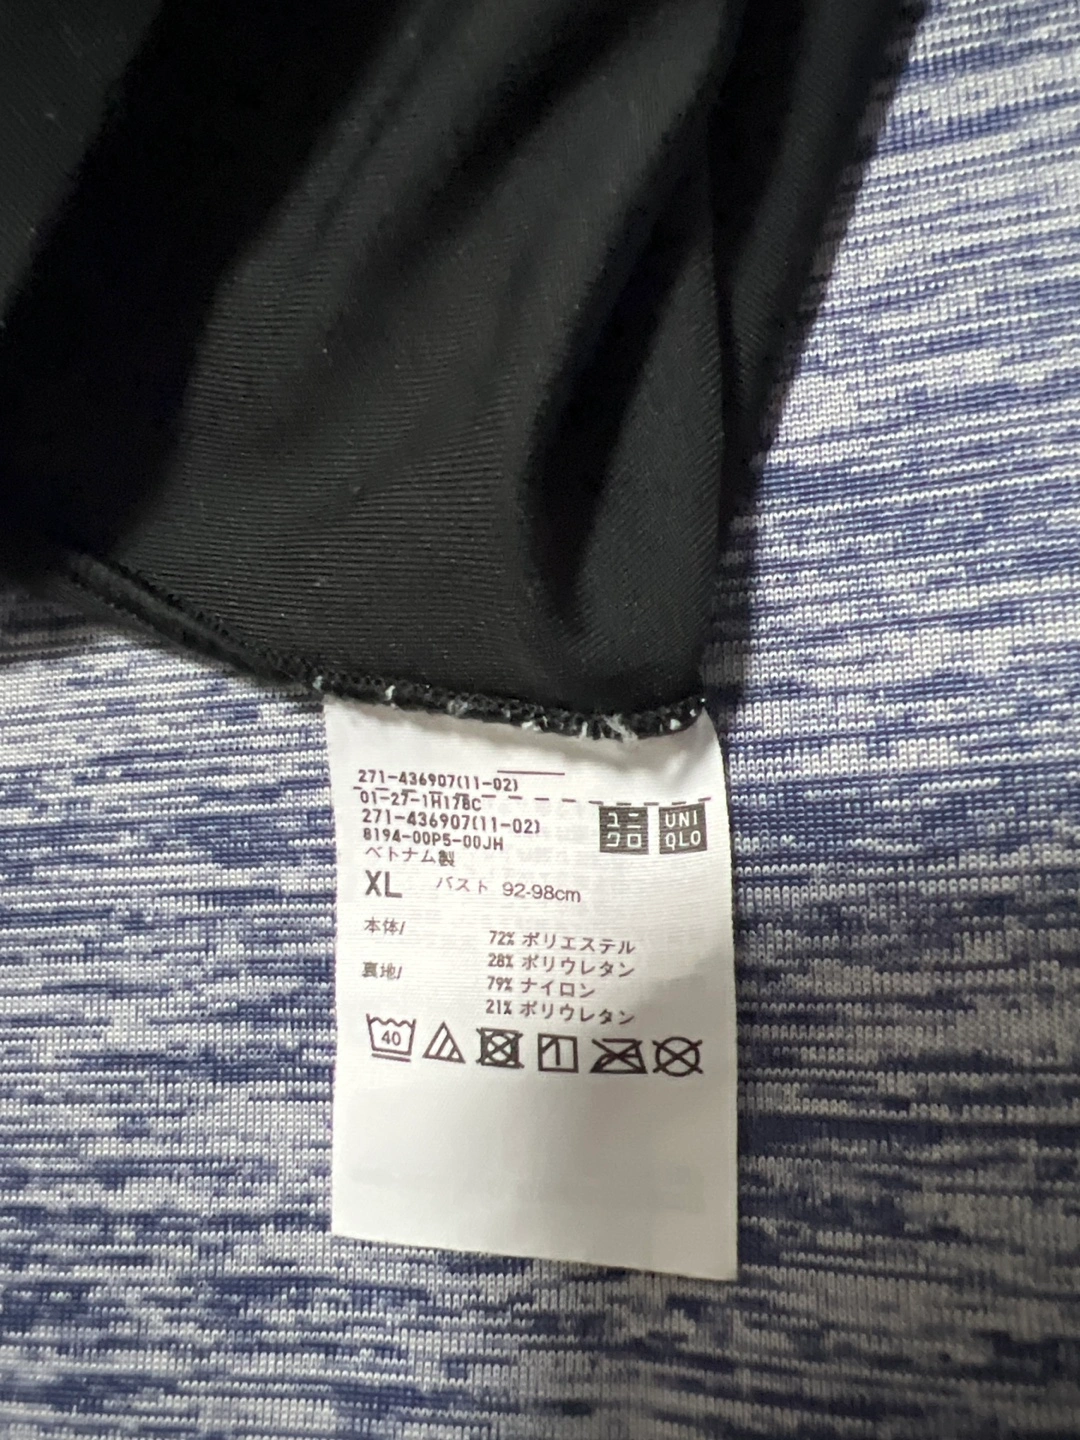 271-436907(11-02)
01-27-1H178C
271-436907(11-02)
8194-00P5-00JH
ユニ
クロ
UNI
QLO
ベトナム製
XL バスト 92-98cm
本体/
72% ポリエステル
28% ポリウレタン
裏地/
79% ナイロン
21% ポリウレタン
40